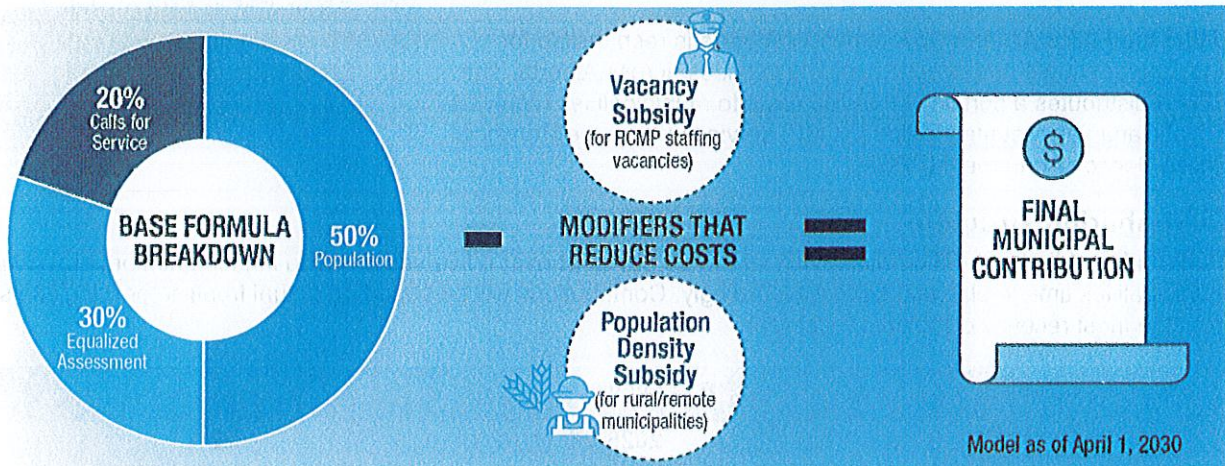 20%
Calls for
Service
BASE FORMULA
BREAKDOWN
50%
Population
30%
Equalized
Assessment
Vacancy
Subsidy
(for RCMP staffing
vacancies)
MODIFIERS THAT
REDUCE COSTS
Population
Density
Subsidy
(for rural/remote
municipalities)
$
FINAL
MUNICIPAL
CONTRIBUTION
Model as of April 1, 2030